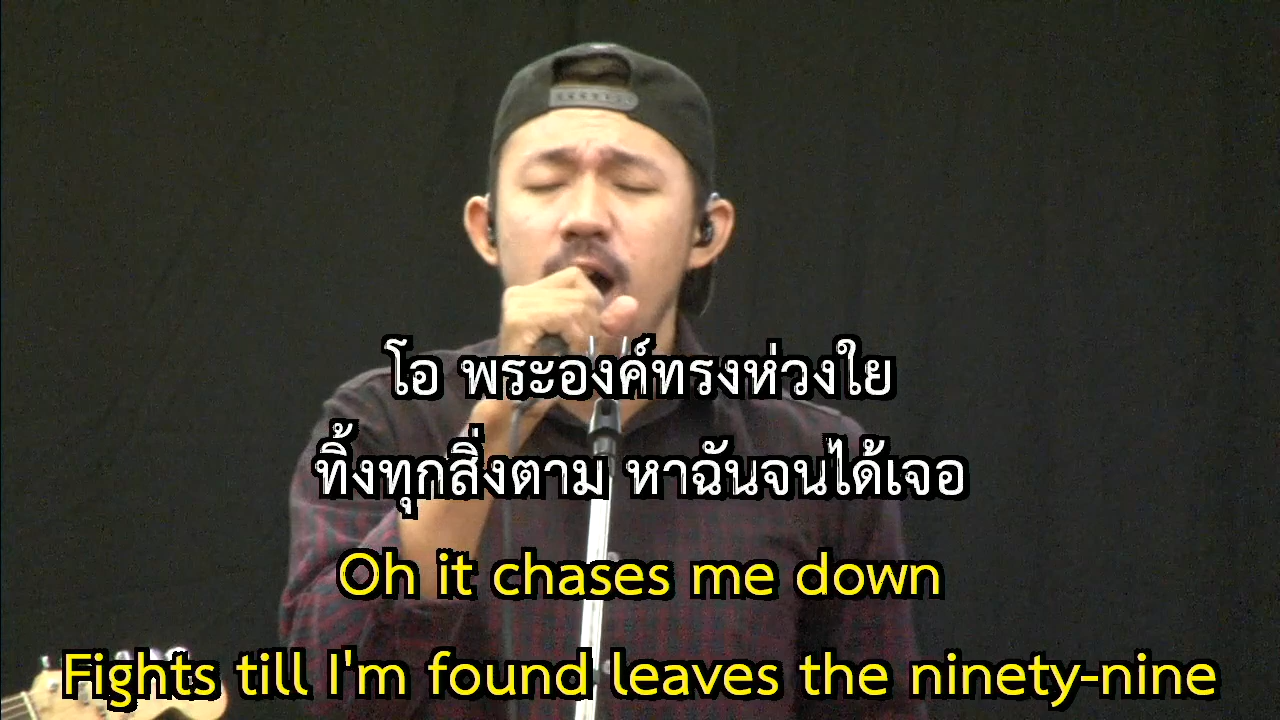 โอ พระองค์ทรงห่วงใย
ทิ้งทุกสิ่งตาม หาฉันจนได้เจอ
Oh it chases me down
Fights till I'm found leaves the ninety-nine